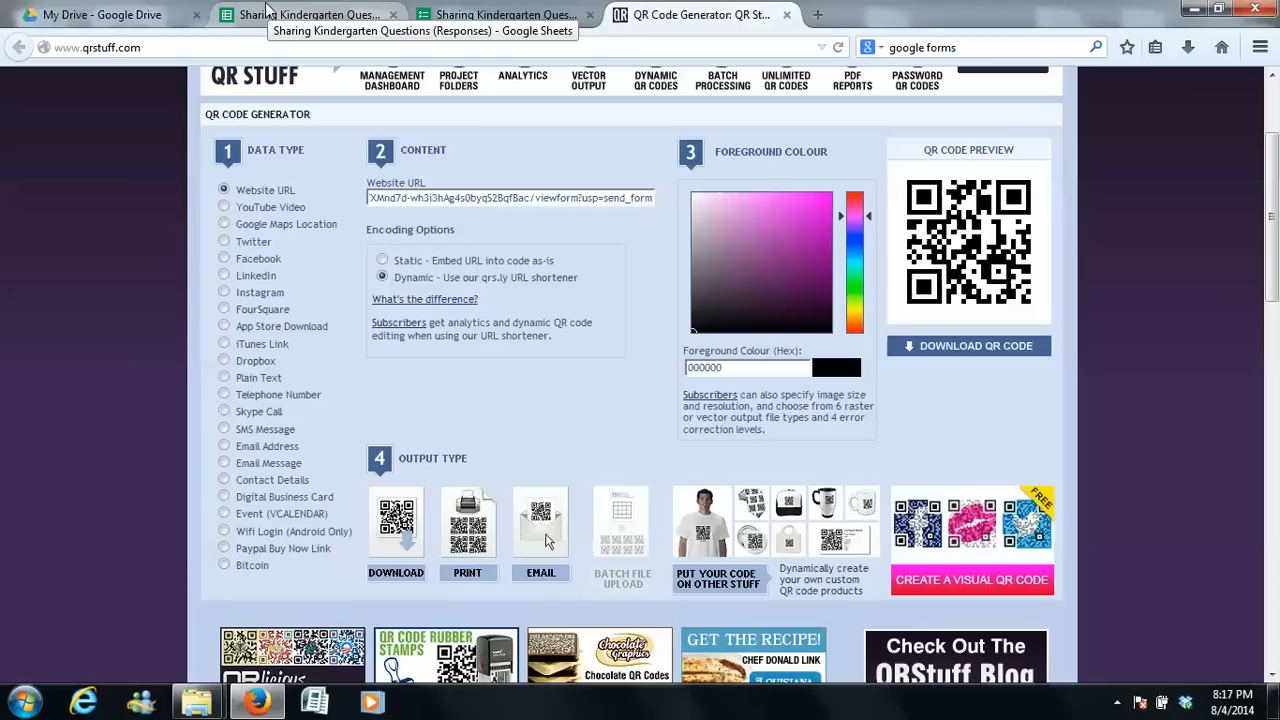 My Drive - Google Drive × Sharing Kindergarten Ques... × Sharing Kindergarten Ques... × QR Code Generator: QR St... ×
Sharing Kindergarten Questions (Responses) - Google Sheets
www.qrstuff.com google forms
QR STUFF
MANAGEMENT DASHBOARD PROJECT FOLDERS ANALYTICS VECTOR OUTPUT DYNAMIC QR CODES BATCH PROCESSING UNLIMITED QR CODES PDF REPORTS PASSWORD QR CODES
QR CODE GENERATOR
1 DATA TYPE
Website URL
YouTube Video
Google Maps Location
Twitter
Facebook
LinkedIn
Instagram
FourSquare
App Store Download
iTunes Link
Dropbox
Plain Text
Telephone Number
Skype Call
SMS Message
Email Address
Email Message
Contact Details
Digital Business Card
Event (VCALENDAR)
Wifi Login (Android Only)
Paypal Buy Now Link
Bitcoin
2 CONTENT
Website URL
XMnd7d-wh3i3hAg4s0byqS2BqfBac/viewform?usp=send_form
Encoding Options
Static - Embed URL into code as-is
Dynamic - Use our qrs.ly URL shortener
What's the difference?
Subscribers get analytics and dynamic QR code
editing when using our URL shortener.
3 FOREGROUND COLOUR
Foreground Colour (Hex):
000000
Subscribers can also specify image size
and resolution, and choose from 6 raster
or vector output file types and 4 error
correction levels.
QR CODE PREVIEW
DOWNLOAD QR CODE
4 OUTPUT TYPE
DOWNLOAD
PRINT
EMAIL
BATCH FILE
UPLOAD
PUT YOUR CODE
ON OTHER STUFF
Dynamically create
your own custom
QR code products
FREE
CREATE A VISUAL QR CODE
QRlicious
QR CODE RUBBER
STAMPS
Chocolate
Graphics
Chocolate QR Codes
GET THE RECIPE!
CHEF DONALD LINK
LOUISIANA
Check Out The
QRStuff Blog
8:17 PM
8/4/2014